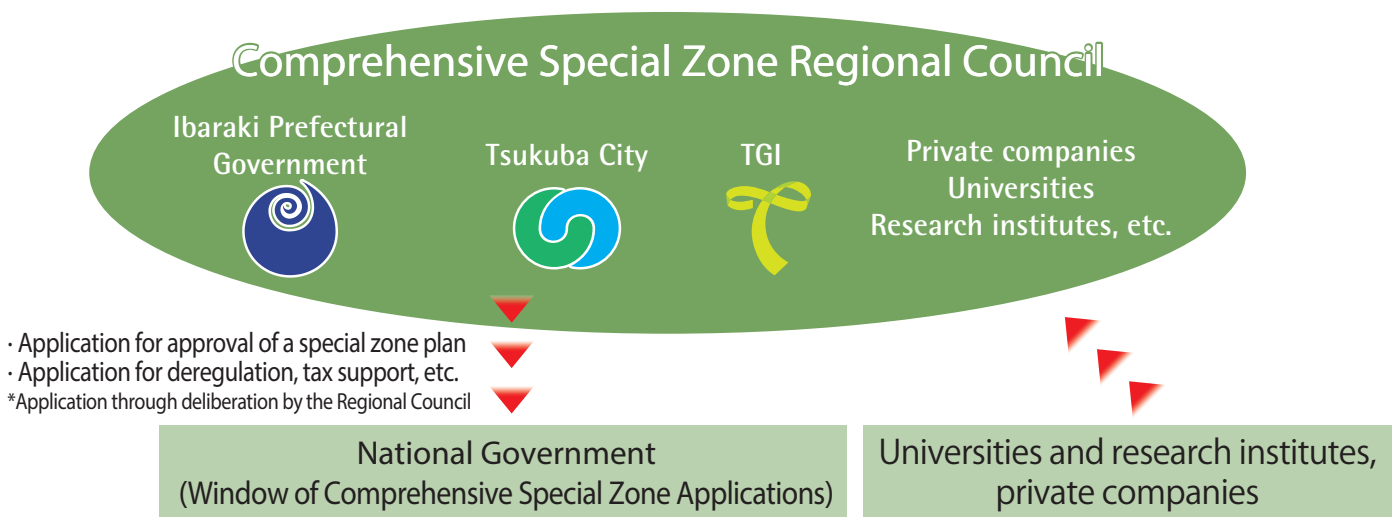 Comprehensive Special Zone Regional Council
Ibaraki Prefectural
Government
Tsukuba City
TGI
Private companies
Universities
Research institutes, etc.
· Application for approval of a special zone plan
· Application for deregulation, tax support, etc.
*Application through deliberation by the Regional Council
National Government
(Window of Comprehensive Special Zone Applications)
Universities and research institutes,
private companies